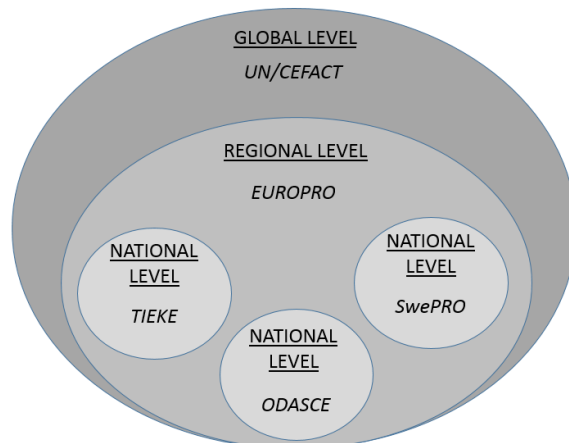 GLOBAL LEVEL
UN/CEFACT
REGIONAL LEVEL
EUROPRO
NATIONAL
LEVEL
TIEKE
NATIONAL
LEVEL
ODASCE
NATIONAL
LEVEL
SwePRO